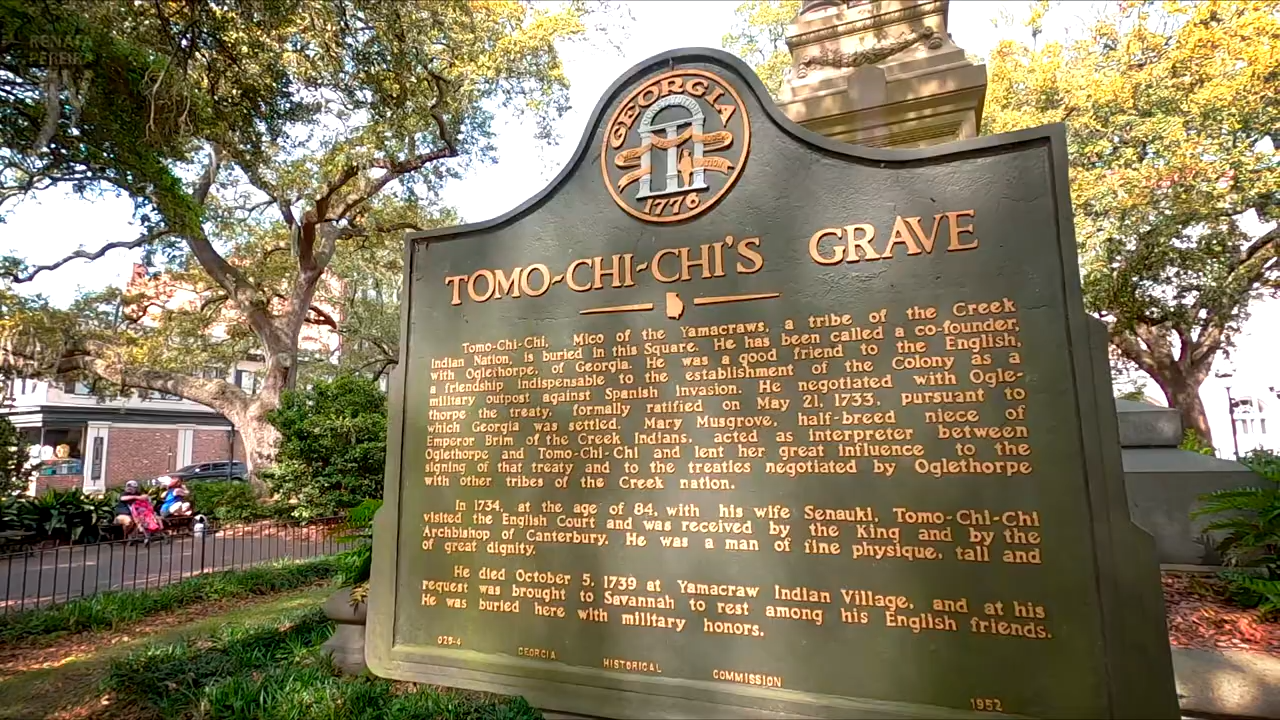 RENATA
PEREIRA
GEORGIA
1776
TOMO-CHI-CHI'S GRAVE
Tomo-Chi-Chi, Mico of the Yamacraws, a tribe of the Creek
Indian Nation, is buried in this Square. He has been called a co-founder,
with Oglethorpe, of Georgia. He was a good friend to the English,
a friendship indispensable to the establishment of the Colony as a
military outpost against Spanish invasion. He negotiated with Ogle-
thorpe the treaty, formally ratified on May 21, 1733, pursuant to
which Georgia was settled. Mary Musgrove, half-breed niece of
Emperor Brim of the Creek Indians, acted as interpreter between
Oglethorpe and Tomo-Chi-Chi and lent her great influence to the
signing of that treaty and to the treaties negotiated by Oglethorpe
with other tribes of the Creek nation.
In 1734, at the age of 84, with his wife Senauki, Tomo-Chi-Chi
visited the English Court and was received by the King and by the
Archbishop of Canterbury. He was a man of fine physique, tall and
of great dignity.
He died October 5, 1739 at Yamacraw Indian Village, and at his
request was brought to Savannah to rest among his English friends.
He was buried here with military honors.
025-4 GEORGIA HISTORICAL COMMISSION 1952